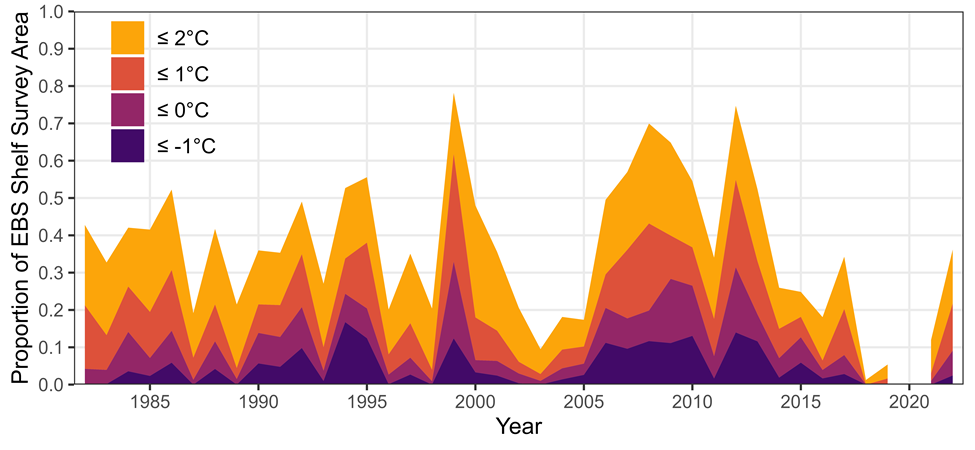 Proportion of EBS Shelf Survey Area
1.0
0.9
0.8
0.7
0.6
0.5
0.4
0.3
0.2
0.1
0.0
≤ 2°C
≤ 1°C
≤ 0°C
≤ -1°C
1985 1990 1995 2000 2005 2010 2015 2020
Year